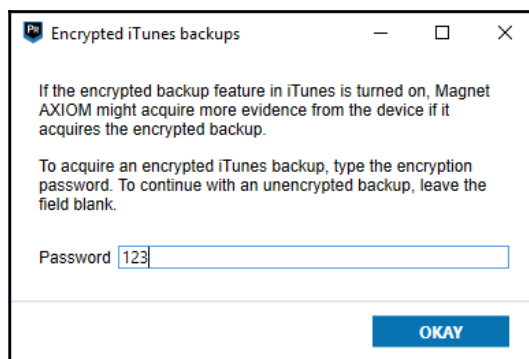 PR Encrypted iTunes backups
If the encrypted backup feature in iTunes is turned on, Magnet
AXIOM might acquire more evidence from the device if it
acquires the encrypted backup.
To acquire an encrypted iTunes backup, type the encryption
password. To continue with an unencrypted backup, leave the
field blank.
Password 123
OKAY